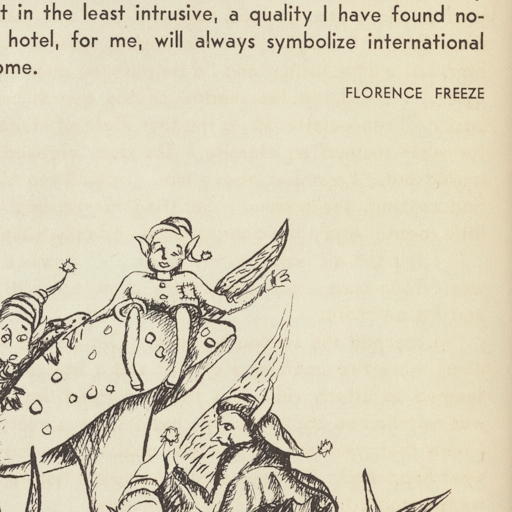 t in the least intrusive, a quality I have found no-
hotel, for me, will always symbolize international
ome.
FLORENCE FREEZE